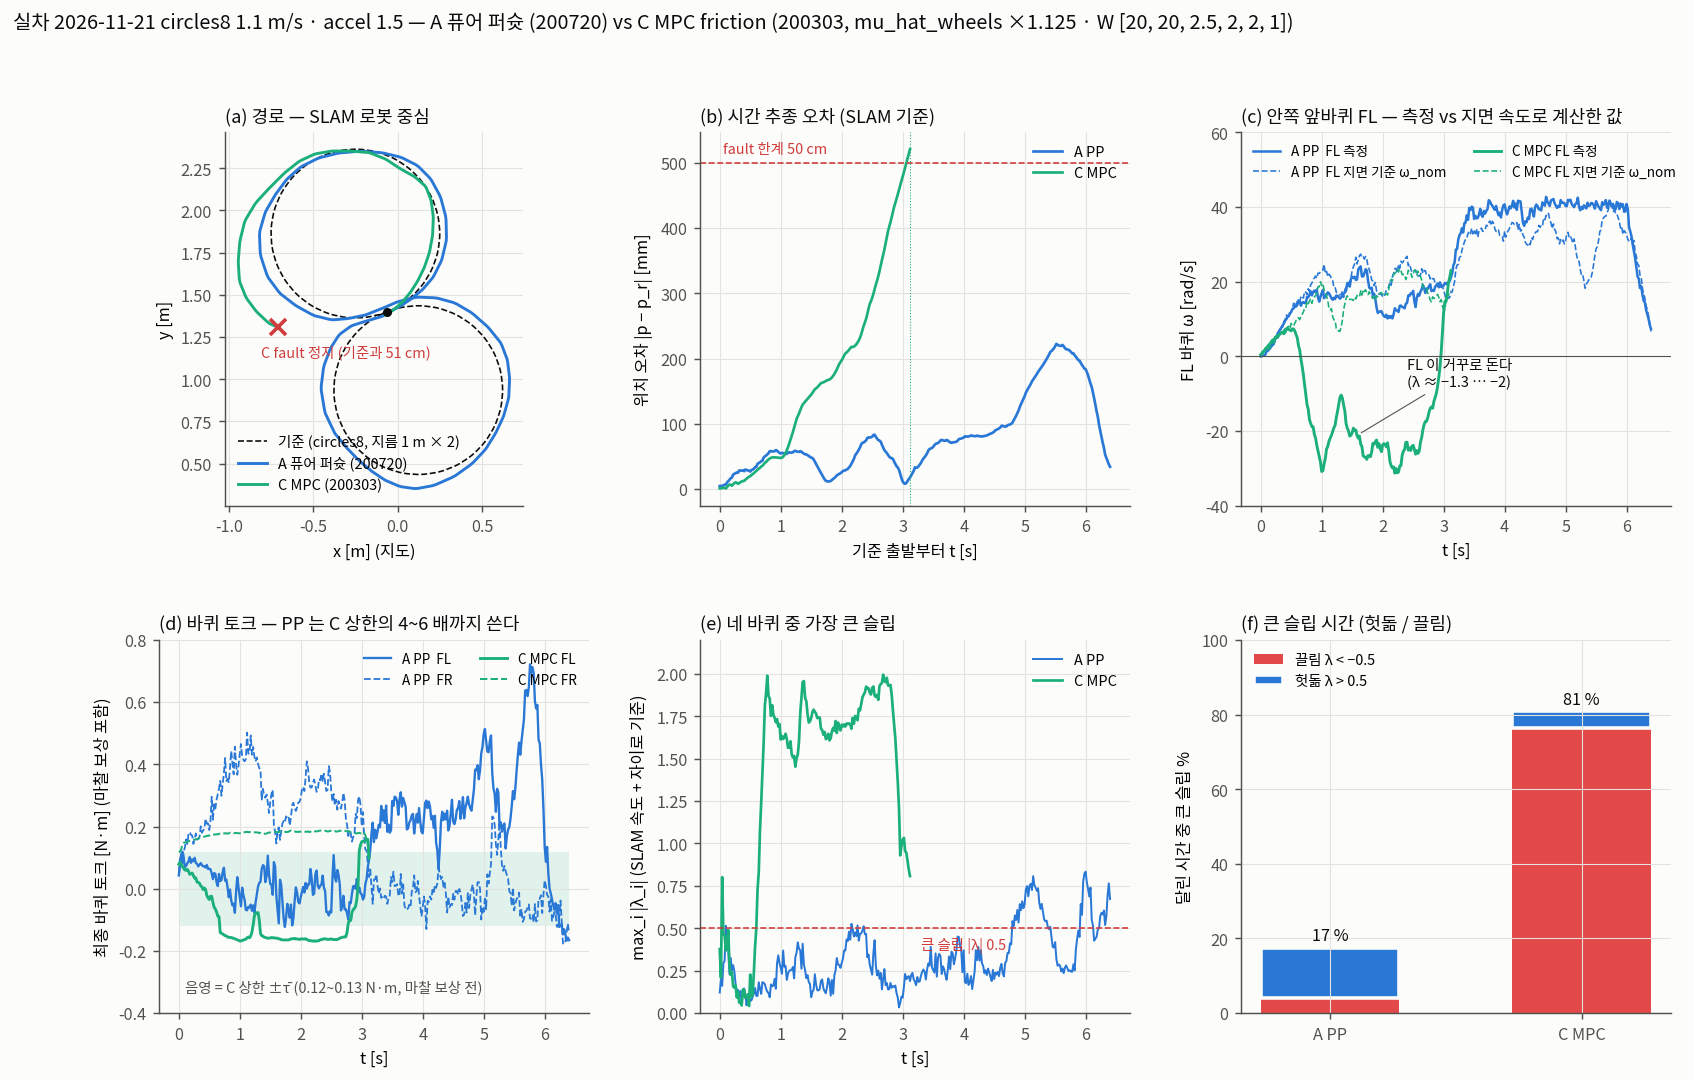 실차 2026-11-21 circles8 1.1 m/s · accel 1.5 — A 퓨어 퍼슛 (200720) vs C MPC friction (200303, mu_hat_wheels ×1.125 · W [20, 20, 2.5, 2, 2, 1])
(a) 경로 — SLAM 로봇 중심
y [m]
2.25
2.00
1.75
1.50
1.25
1.00
0.75
0.50
C fault 정지 (기준과 51 cm)
기준 (circles8, 지름 1 m × 2)
A 퓨어 퍼슛 (200720)
C MPC (200303)
-1.0
-0.5
0.0
0.5
x [m] (지도)
(b) 시간 추종 오차 (SLAM 기준)
위치 오차 |p − p_r| [mm]
fault 한계 50 cm
A PP
C MPC
500
400
300
200
100
0
0 1 2 3 4 5 6
기준 출발부터 t [s]
(c) 안쪽 앞바퀴 FL — 측정 vs 지면 속도로 계산한 값
FL 바퀴 ω [rad/s]
60
40
20
0
-20
-40
A PP FL 측정
A PP FL 지면 기준 ω_nom
C MPC FL 측정
C MPC FL 지면 기준 ω_nom
FL 이 거꾸로 돈다
(λ ≈ −1.3 ⋯ −2)
0 1 2 3 4 5 6
t [s]
(d) 바퀴 토크 — PP 는 C 상한의 4~6 배까지 쓴다
최종 바퀴 토크 [N·m] (마찰 보상 포함)
0.8
0.6
0.4
0.2
0.0
-0.2
-0.4
A PP FL
A PP FR
C MPC FL
C MPC FR
음영 = C 상한 ±τ̄ (0.12~0.13 N·m, 마찰 보상 전)
0 1 2 3 4 5 6
t [s]
(e) 네 바퀴 중 가장 큰 슬립
max_i |λ_i| (SLAM 속도 + 자이로 기준)
2.00
1.75
1.50
1.25
1.00
0.75
0.50
0.25
0.00
A PP
C MPC
큰 슬립 |λ| 0.5
0 1 2 3 4 5 6
t [s]
(f) 큰 슬립 시간 (헛돎 / 끌림)
달린 시간 중 큰 슬립 %
100
80
60
40
20
0
끌림 λ < −0.5
헛돎 λ > 0.5
17 %
81 %
A PP
C MPC